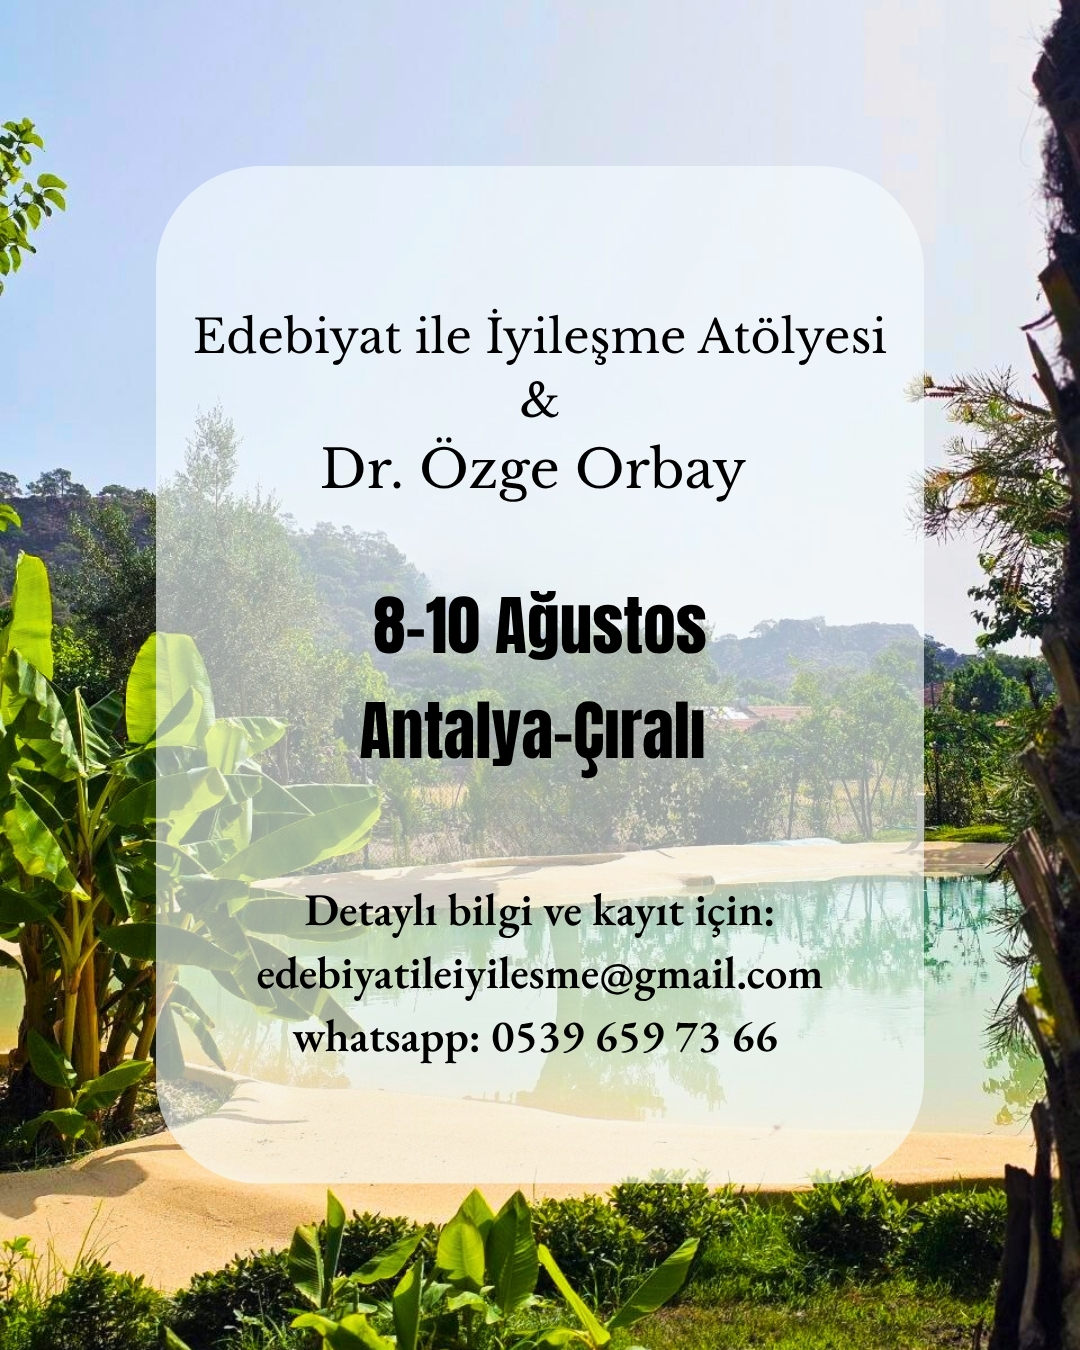 Edebiyat ile İyileşme Atölyesi
&
Dr. Özge Orbay
8-10 Ağustos
Antalya-Çıralı
Detaylı bilgi ve kayıt için:
edebiyatileiyilesme@gmail.com
whatsapp: 0539 659 73 66